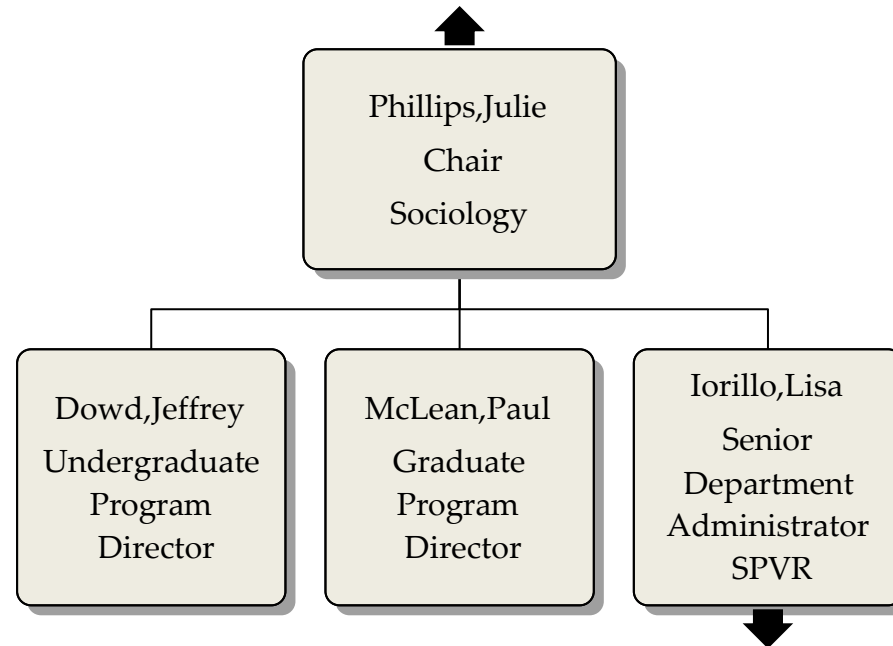 Phillips,Julie
Chair
Sociology
Dowd,Jeffrey
Undergraduate
Program
Director
McLean,Paul
Graduate
Program
Director
Iorillo,Lisa
Senior
Department
Administrator
SPVR